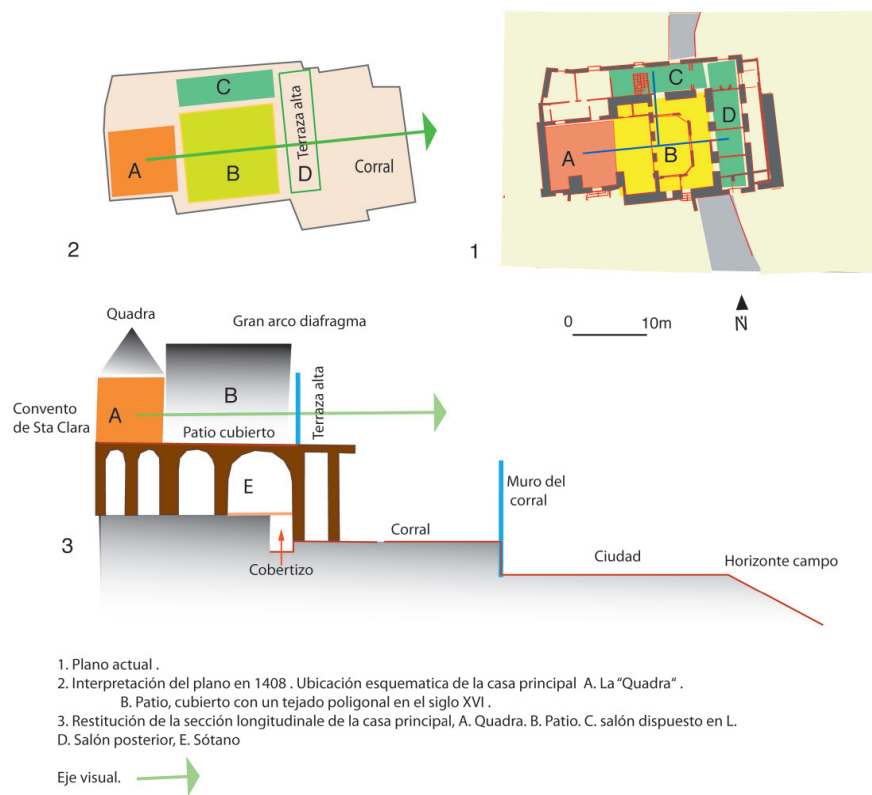 C
Terraza alta
A
B
D
Corral
2
C
D
A
B
1
0 10m
N
Quadra
Gran arco diafragma
B
Terraza alta
Convento
de Sta Clara
A
Patio cubierto
E
Muro del
corral
3
Corral
Cobertizo
Ciudad
Horizonte campo
1. Plano actual .
2. Interpretación del plano en 1408 . Ubicación esquematica de la casa principal A. La "Quadra" .
B. Patio, cubierto con un tejado poligonal en el siglo XVI .
3. Restitución de la sección longitudinale de la casa principal, A. Quadra. B. Patio. C. salón dispuesto en L.
D. Salón posterior, E. Sótano
Eje visual.